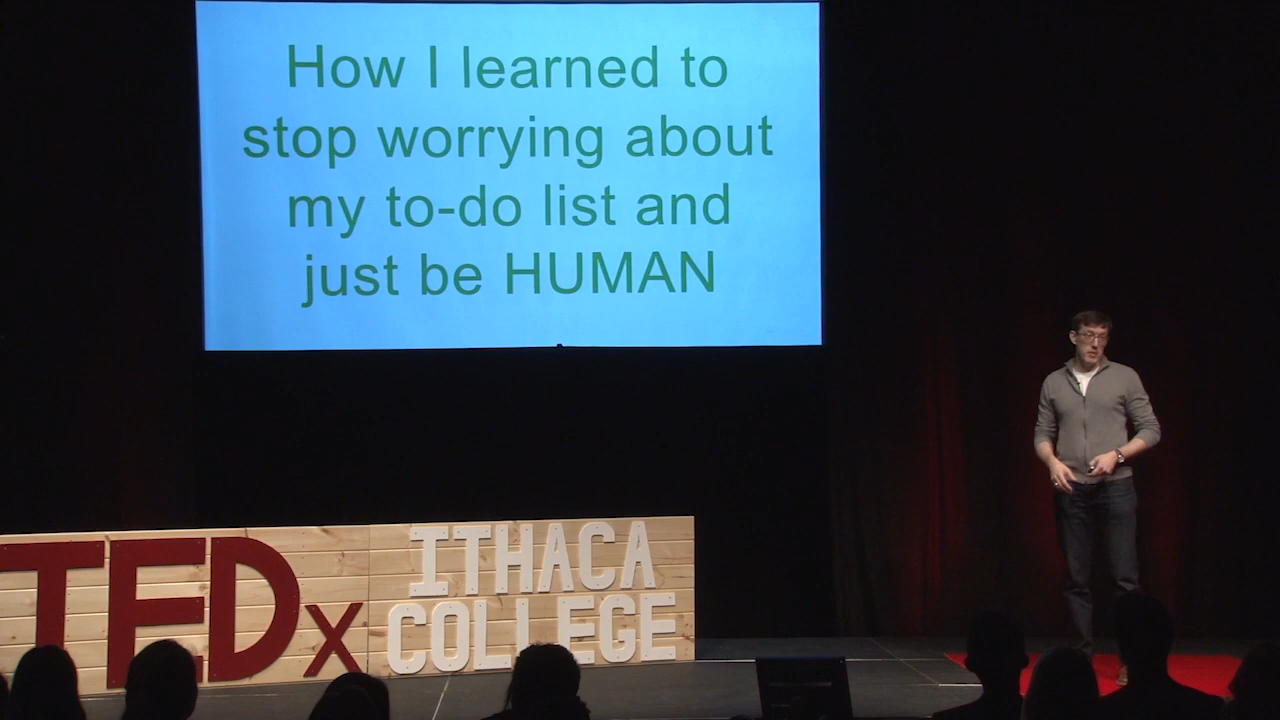 How I learned to
stop worrying about
my to-do list and
just be HUMAN
TEDx
ITHACA
COLLEGE